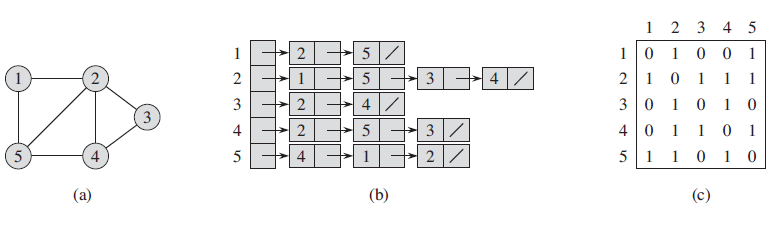 1 2 3 5 4
(a)
1 2 5
2 1 5 3 4
3 2 4
4 2 5 3
5 4 1 2
(b)
1 2 3 4 5
1 0 1 0 0 1
2 1 0 1 1 1
3 0 1 0 1 0
4 0 1 1 0 1
5 1 1 0 1 0
(c)